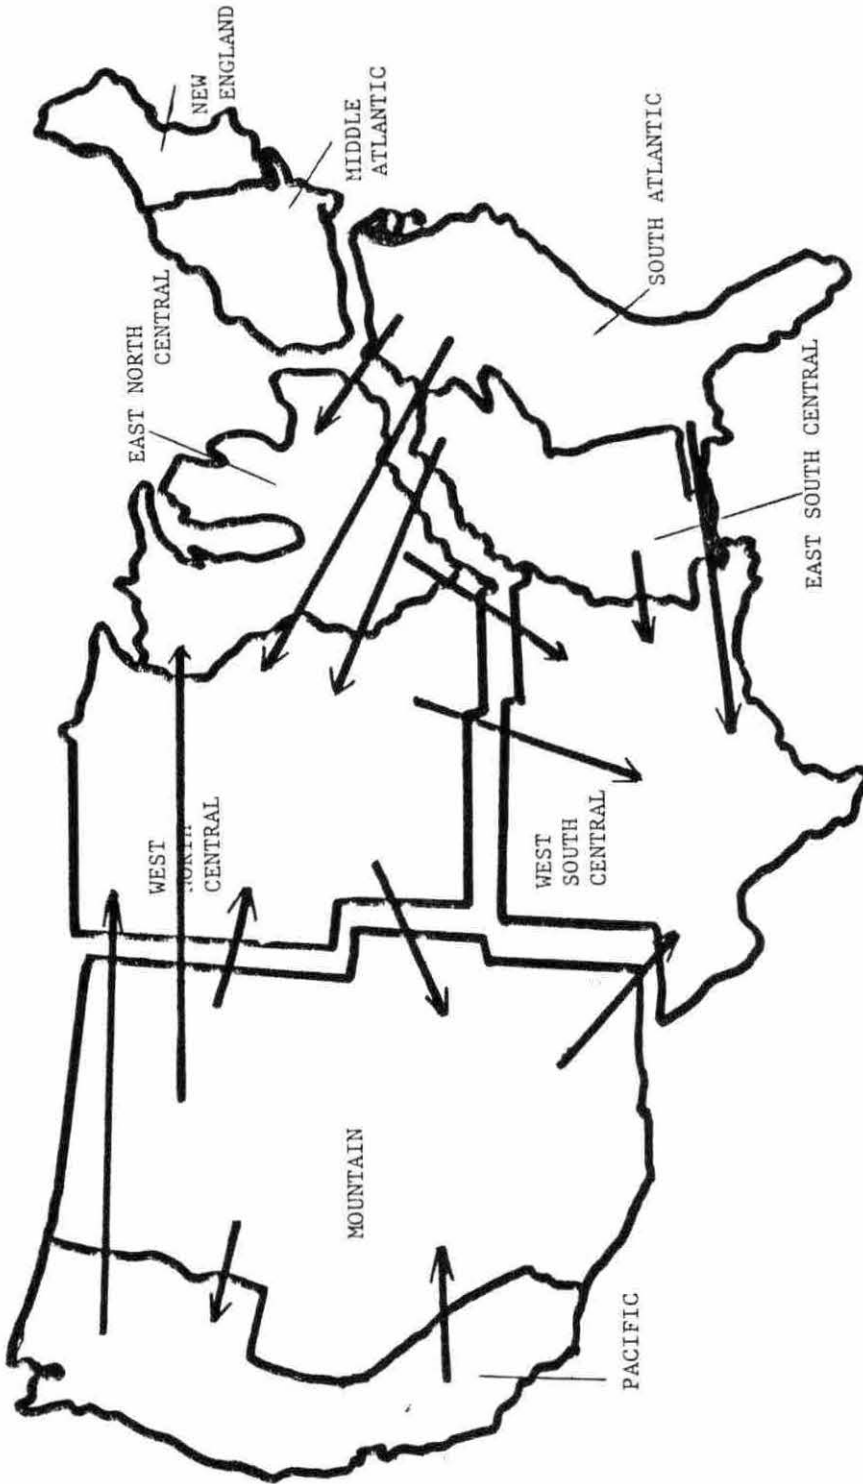 NEW
ENGLAND
MIDDLE
ATLANTIC
EAST NORTH
CENTRAL
SOUTH ATLANTIC
EAST SOUTH CENTRAL
WEST
NORTH
CENTRAL
WEST
SOUTH
CENTRAL
MOUNTAIN
PACIFIC